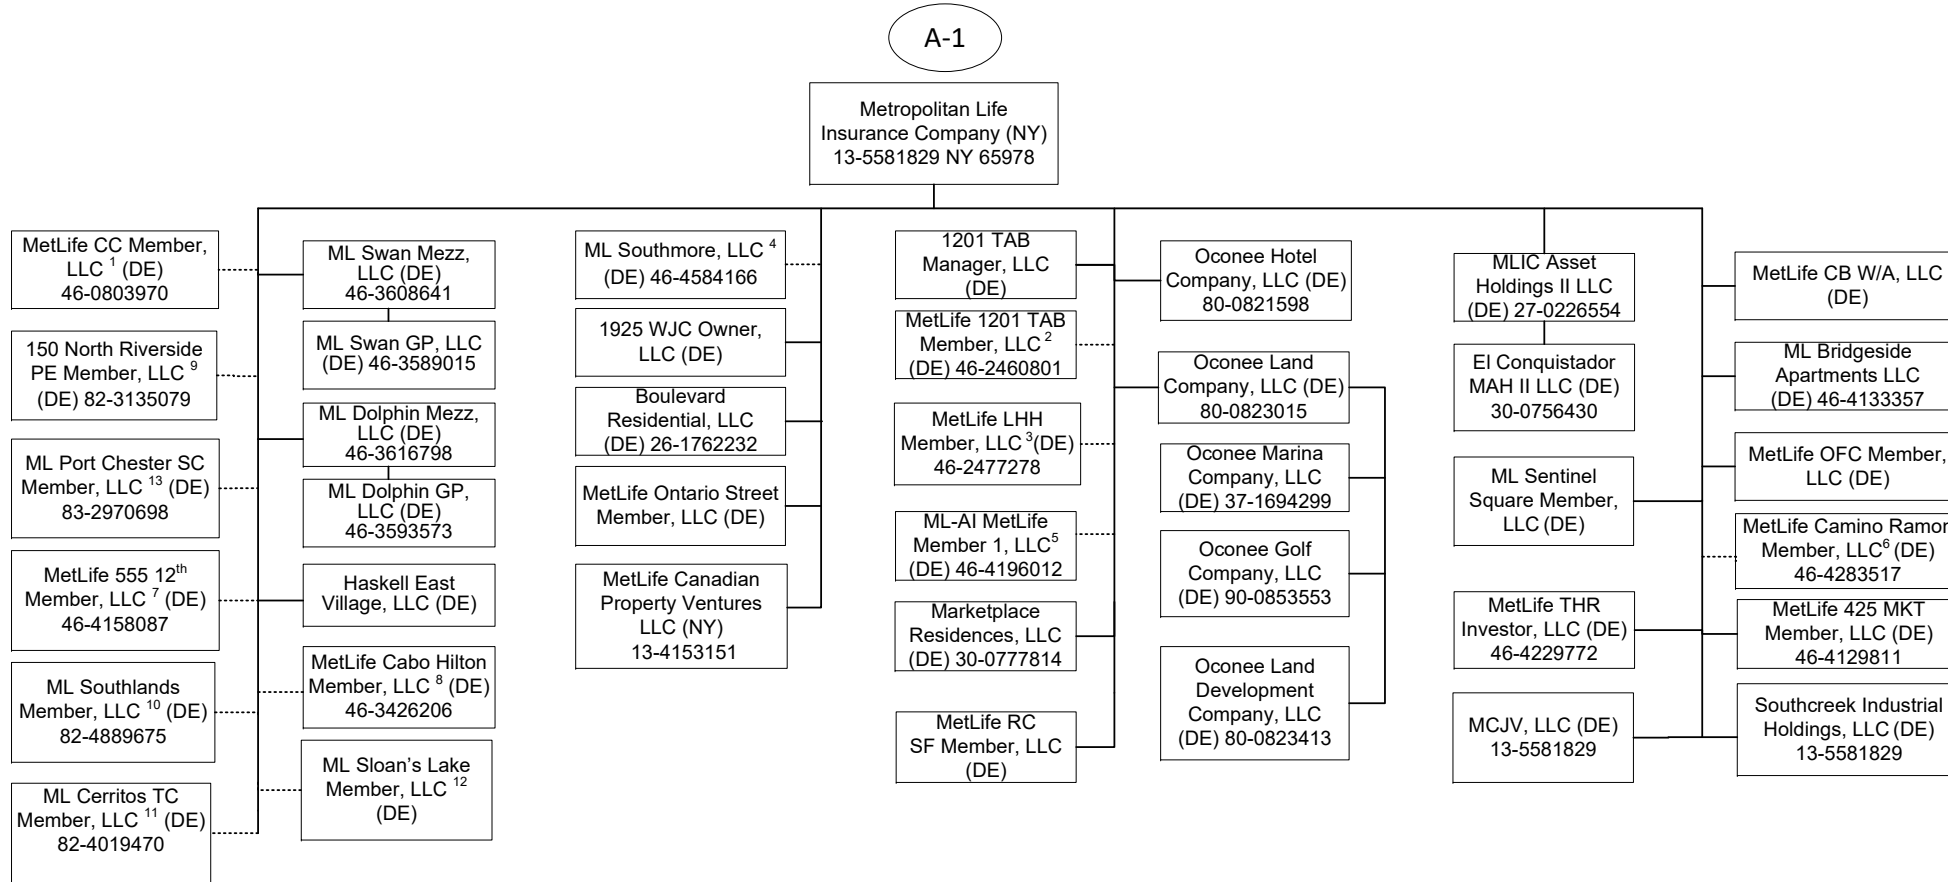 A-1
Metropolitan Life
Insurance Company (NY)
13-5581829 NY 65978
MetLife CC Member,
LLC 1 (DE)
46-0803970
150 North Riverside
PE Member, LLC 9
(DE) 82-3135079
ML Port Chester SC
Member, LLC 13 (DE)
83-2970698
MetLife 555 12th
Member, LLC 7 (DE)
46-4158087
ML Southlands
Member, LLC 10 (DE)
82-4889675
ML Cerritos TC
Member, LLC 11 (DE)
82-4019470
ML Swan Mezz,
LLC (DE)
46-3608641
ML Swan GP, LLC
(DE) 46-3589015
ML Dolphin Mezz,
LLC (DE)
46-3616798
ML Dolphin GP,
LLC (DE)
46-3593573
Haskell East
Village, LLC (DE)
MetLife Cabo Hilton
Member, LLC 8 (DE)
46-3426206
ML Sloan’s Lake
Member, LLC 12
(DE)
ML Southmore, LLC 4
(DE) 46-4584166
1925 WJC Owner,
LLC (DE)
Boulevard
Residential, LLC
(DE) 26-1762232
MetLife Ontario Street
Member, LLC (DE)
MetLife Canadian
Property Ventures
LLC (NY)
13-4153151
1201 TAB
Manager, LLC
(DE)
MetLife 1201 TAB
Member, LLC 2
(DE) 46-2460801
MetLife LHH
Member, LLC 3(DE)
46-2477278
ML-AI MetLife
Member 1, LLC5
(DE) 46-4196012
Marketplace
Residences, LLC
(DE) 30-0777814
MetLife RC
SF Member, LLC
(DE)
Oconee Hotel
Company, LLC (DE)
80-0821598
Oconee Land
Company, LLC (DE)
80-0823015
Oconee Marina
Company, LLC
(DE) 37-1694299
Oconee Golf
Company, LLC
(DE) 90-0853553
Oconee Land
Development
Company, LLC
(DE) 80-0823413
MLIC Asset
Holdings II LLC
(DE) 27-0226554
El Conquistador
MAH II LLC (DE)
30-0756430
ML Sentinel
Square Member,
LLC (DE)
MetLife THR
Investor, LLC (DE)
46-4229772
MCJV, LLC (DE)
13-5581829
MetLife CB W/A, LLC
(DE)
ML Bridgeside
Apartments LLC
(DE) 46-4133357
MetLife OFC Member,
LLC (DE)
MetLife Camino Ramon
Member, LLC6 (DE)
46-4283517
MetLife 425 MKT
Member, LLC (DE)
46-4129811
Southcreek Industrial
Holdings, LLC (DE)
13-5581829